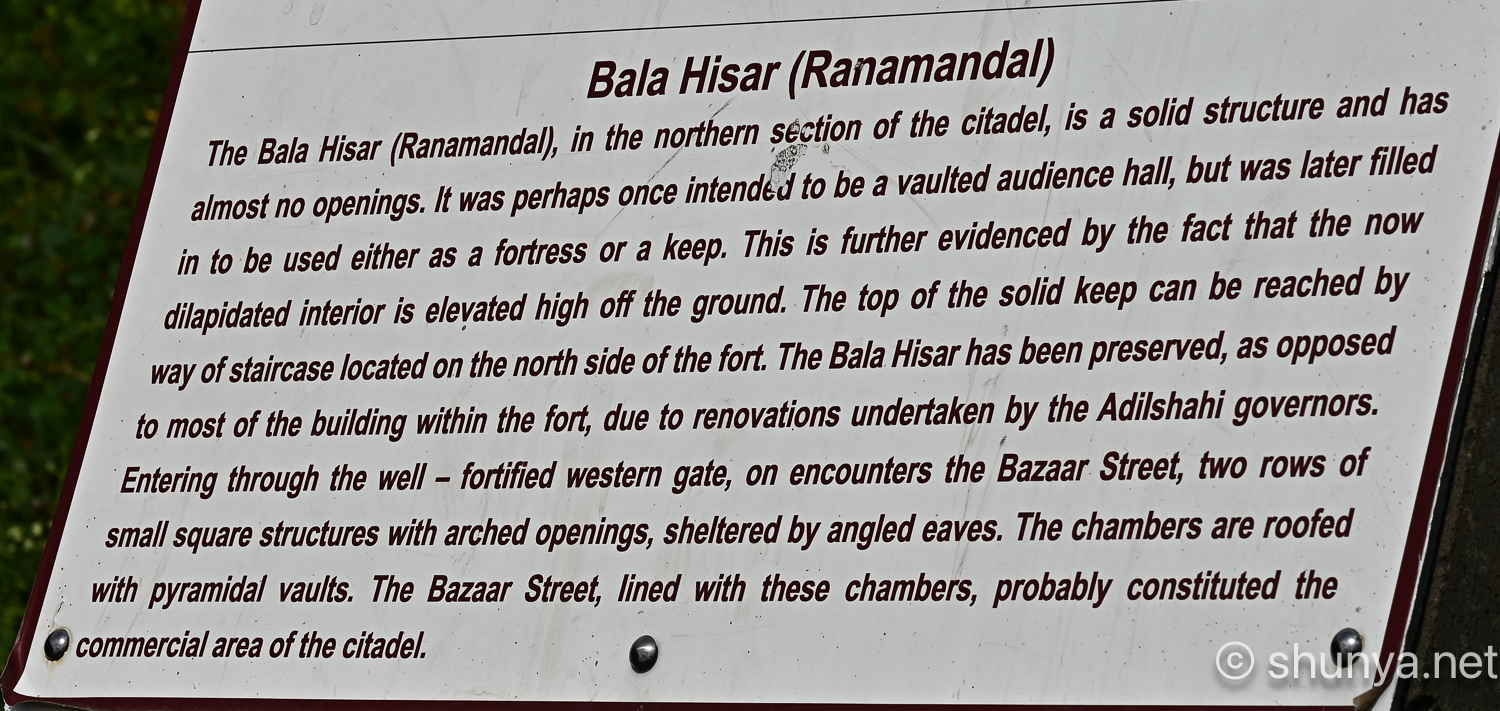 Bala Hisar (Ranamandal)
The Bala Hisar (Ranamandal), in the northern section of the citadel, is a solid structure and has
almost no openings. It was perhaps once intended to be a vaulted audience hall, but was later filled
in to be used either as a fortress or a keep. This is further evidenced by the fact that the now
dilapidated interior is elevated high off the ground. The top of the solid keep can be reached by
way of staircase located on the north side of the fort. The Bala Hisar has been preserved, as opposed
to most of the building within the fort, due to renovations undertaken by the Adilshahi governors.
Entering through the well – fortified western gate, on encounters the Bazaar Street, two rows of
small square structures with arched openings, sheltered by angled eaves. The chambers are roofed
with pyramidal vaults. The Bazaar Street, lined with these chambers, probably constituted the
commercial area of the citadel.
© shunya.net